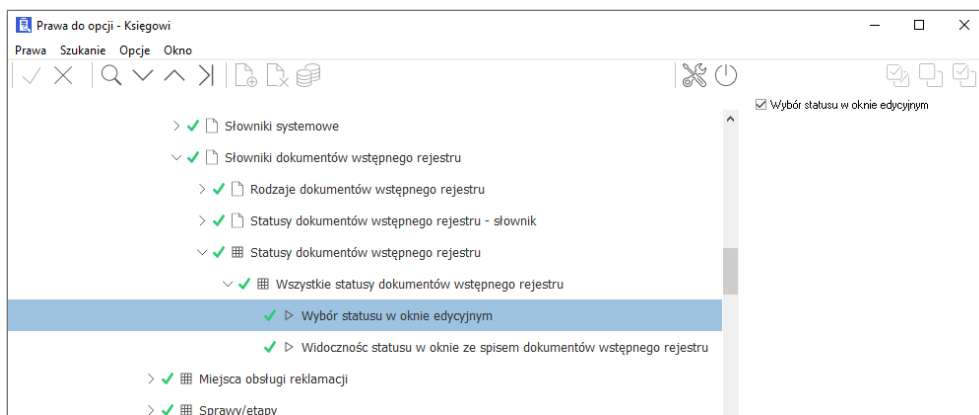 Prawa do opcji - Księgowi
Prawa Szukanie Opcje Okno
Wybór statusu w oknie edycyjnym
Słowniki systemowe
Słowniki dokumentów wstępnego rejestru
Rodzaje dokumentów wstępnego rejestru
Statusy dokumentów wstępnego rejestru - słownik
Statusy dokumentów wstępnego rejestru
Wszystkie statusy dokumentów wstępnego rejestru
Wybór statusu w oknie edycyjnym
Widocznośc statusu w oknie ze spisem dokumentów wstępnego rejestru
Miejsca obsługi reklamacji
Sprawy/etapy